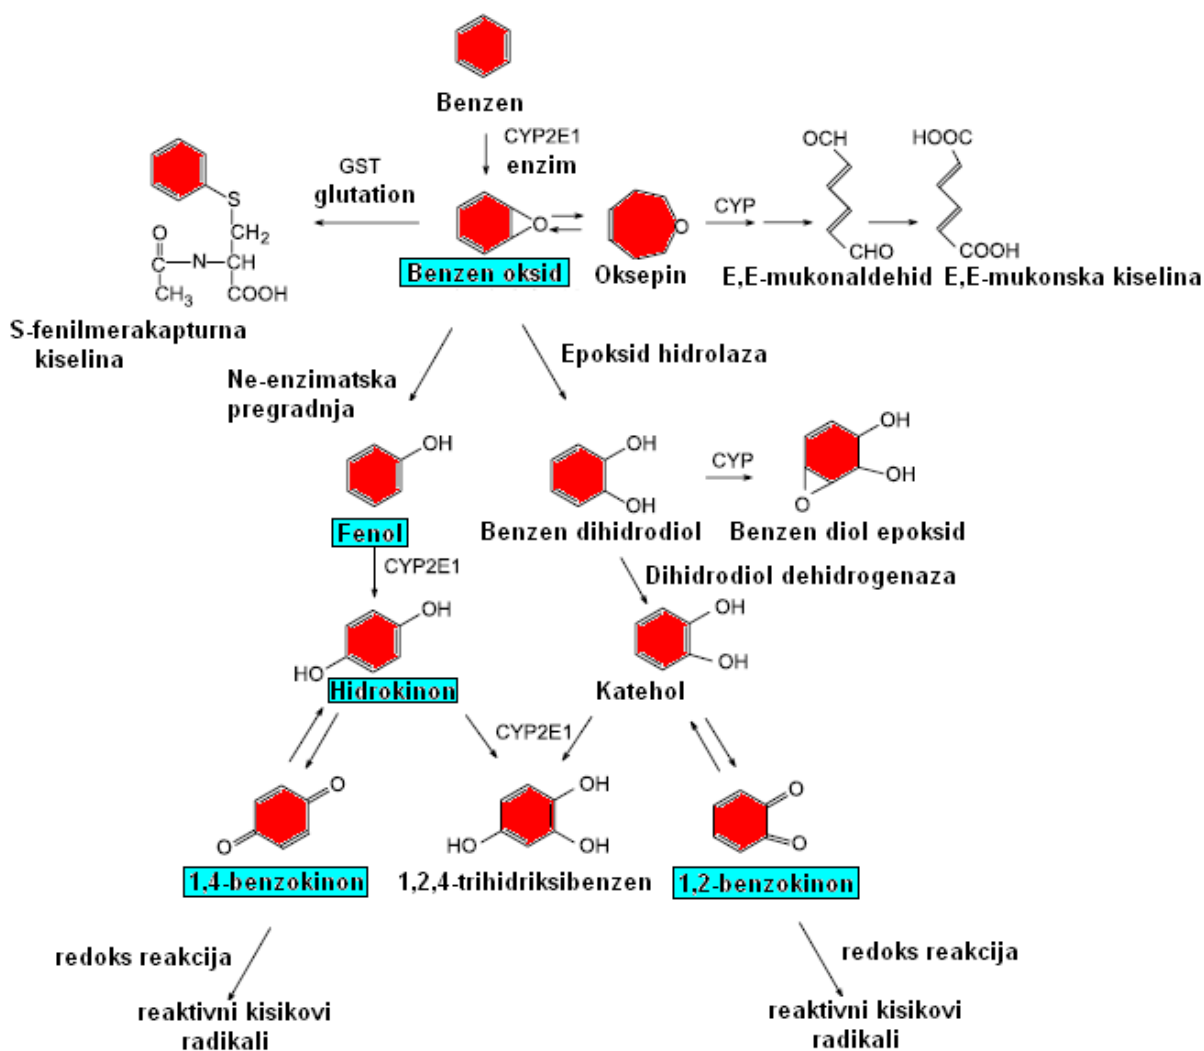 Benzen
CYP2E1
enzim
GST
glutation
S
CH₂
O
N
CH
CH₃
COOH
S-fenilmerakapturna
kiselina
O
Benzen oksid
O
Oksepin
CYP
OCH
CHO
E,E-mukonaldehid
HOOC
COOH
E,E-mukonska kiselina
Ne-enzimatska
pregradnja
Epoksid hidrolaza
OH
Fenol
OH
OH
Benzen dihidrodiol
CYP
OH
OH
O
Benzen diol epoksid
CYP2E1
Dihidrodiol dehidrogenaza
OH
HO
Hidrokinon
OH
OH
Katehol
CYP2E1
O
O
1,4-benzokinon
OH
HO
OH
1,2,4-trihidriksibenzen
O
O
1,2-benzokinon
redoks reakcija
redoks reakcija
reaktivni kisikovi
radikali
reaktivni kisikovi
radikali